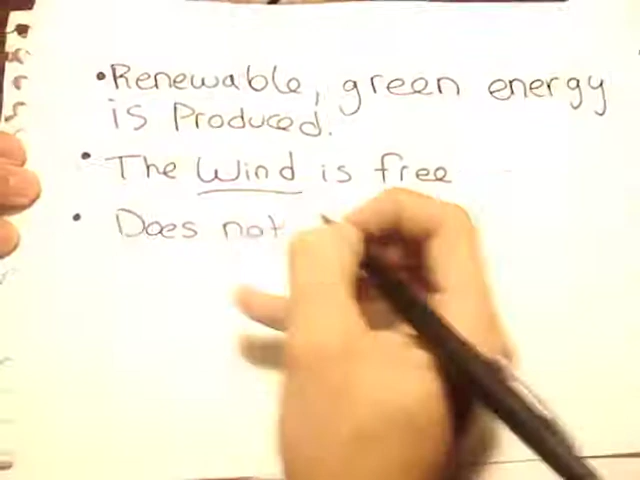 •Renewable, green energy
is Produced.
• The Wind is free
• Does not